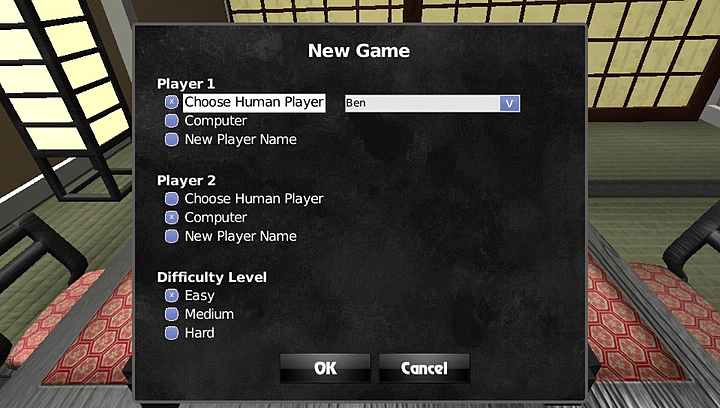 New Game
Player 1
x Choose Human Player Ben V
Computer
New Player Name
Player 2
Choose Human Player
x Computer
New Player Name
Difficulty Level
x Easy
Medium
Hard
OK Cancel